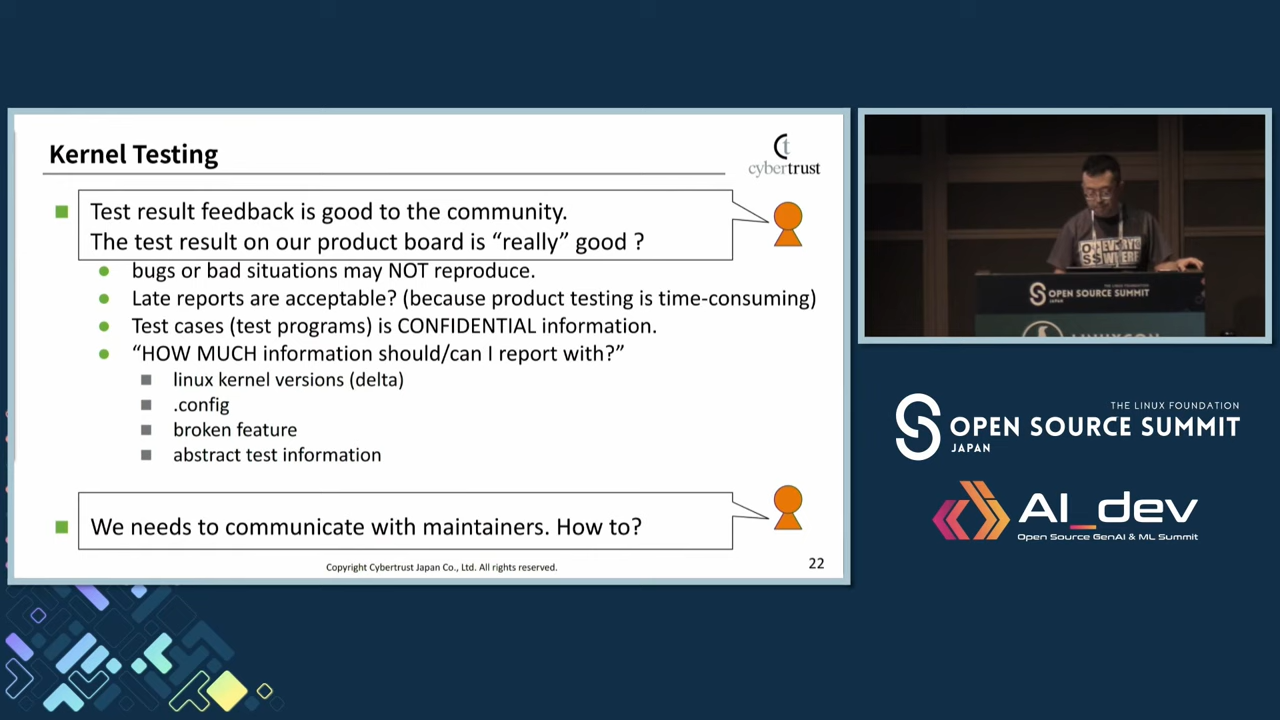 Kernel Testing
cybertrust
Test result feedback is good to the community.
The test result on our product board is “really” good ?
bugs or bad situations may NOT reproduce.
Late reports are acceptable? (because product testing is time-consuming)
Test cases (test programs) is CONFIDENTIAL information.
“HOW MUCH information should/can I report with?”
linux kernel versions (delta)
.config
broken feature
abstract test information
We needs to communicate with maintainers. How to?
Copyright Cybertrust Japan Co., Ltd. All rights reserved.
22
OPEN SOURCE SUMMIT
JAPAN
LINUXCON
THE LINUX FOUNDATION
OPEN SOURCE SUMMIT
JAPAN
AI_dev
Open Source GenAI & ML Summit